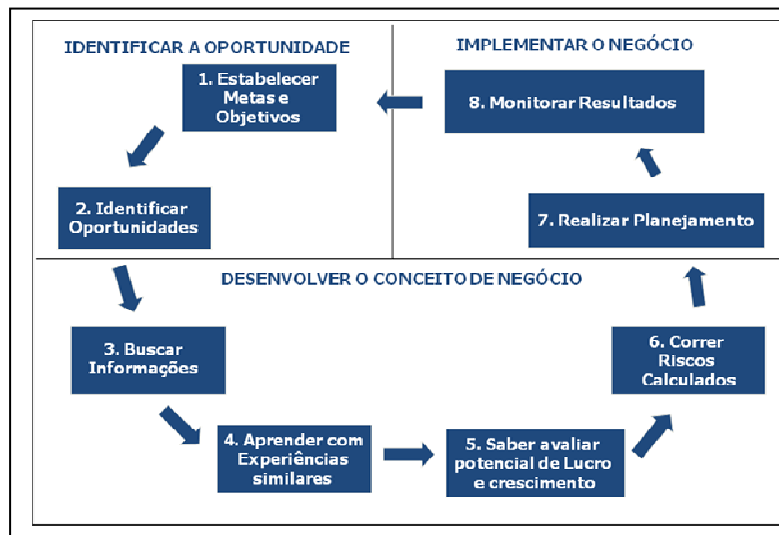 IDENTIFICAR A OPORTUNIDADE
1. Estabelecer
Metas e
Objetivos
2. Identificar
Oportunidades
DESENVOLVER O CONCEITO DE NEGÓCIO
3. Buscar
Informações
4. Aprender com
Experiências
similares
5. Saber avaliar
potencial de Lucro
e crescimento
6. Correr
Riscos
Calculados
IMPLEMENTAR O NEGÓCIO
7. Realizar Planejamento
8. Monitorar Resultados